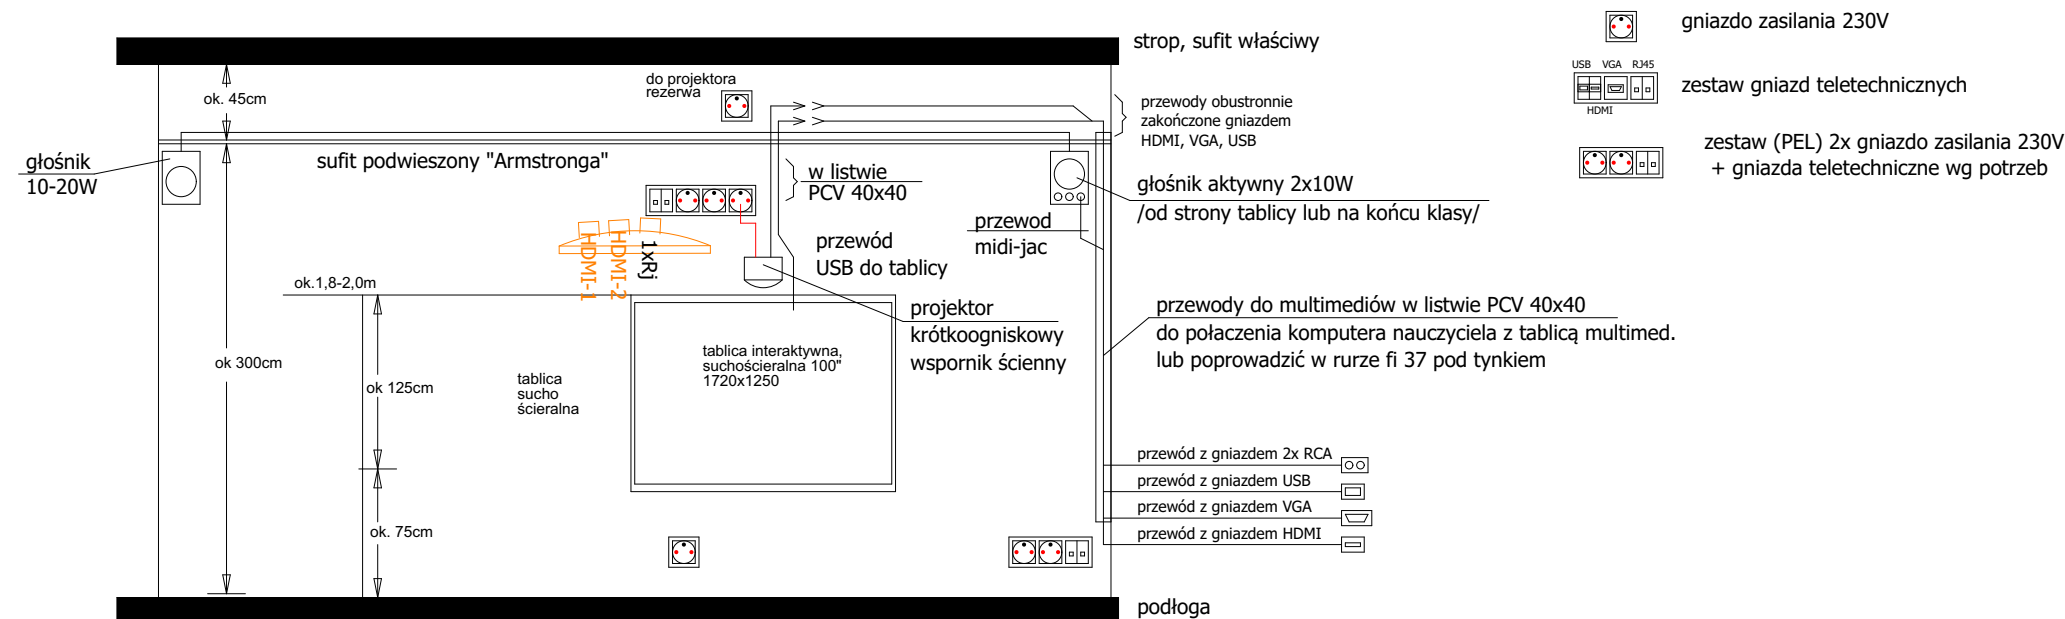 gniazdo zasilania 230V
strop, sufit właściwy
USB VGA RJ45
HDMI
zestaw gniazd teletechnicznych
do projektora
rezerwa
ok. 45cm
przewody obustronnie
zakończone gniazdem
HDMI, VGA, USB
zestaw (PEL) 2x gniazdo zasilania 230V
+ gniazda teletechniczne wg potrzeb
głośnik
10-20W
sufit podwieszony "Armstronga"
w listwie
PCV 40x40
głośnik aktywny 2x10W
/od strony tablicy lub na końcu klasy/
przewod
midi-jac
HDMI-1
HDMI-2
1xRj
przewód
USB do tablicy
ok.1,8-2,0m
projektor
krótkoogniskowy
wspornik ścienny
przewody do multimediów w listwie PCV 40x40
do połaczenia komputera nauczyciela z tablicą multimed.
lub poprowadzić w rurze fi 37 pod tynkiem
ok 300cm
ok 125cm
tablica
sucho
ścieralna
tablica interaktywna,
suchościeralna 100"
1720x1250
ok. 75cm
przewód z gniazdem 2x RCA
przewód z gniazdem USB
przewód z gniazdem VGA
przewód z gniazdem HDMI
podłoga